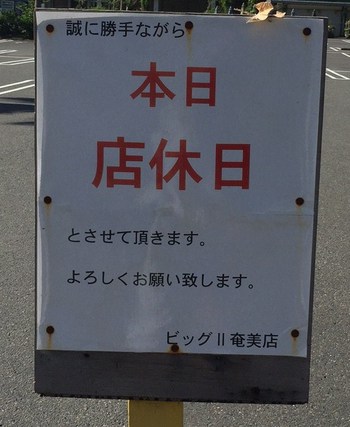 誠に勝手ながら
本日
店休日
とさせて頂きます。
よろしくお願い致します。
ビッグⅡ奄美店